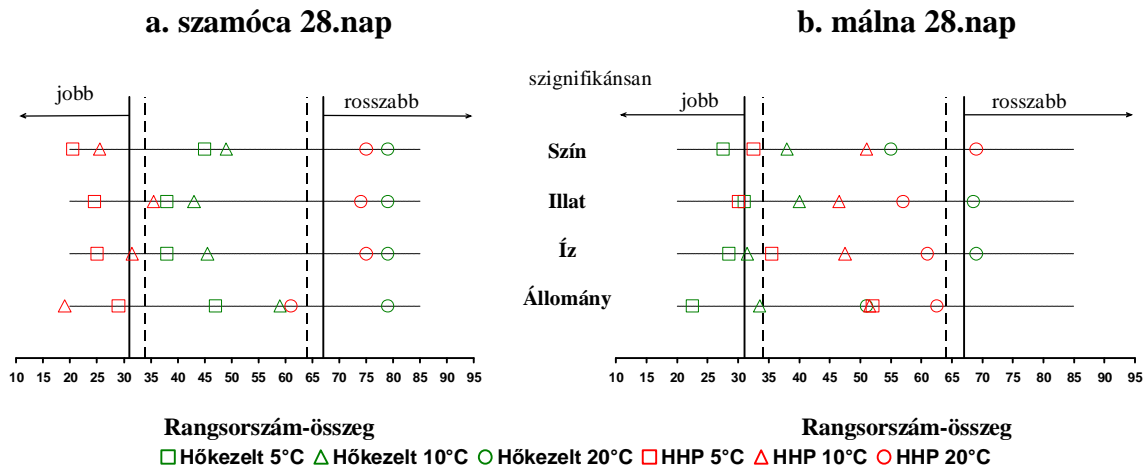 a. szamóca 28.nap
b. málna 28.nap
szignifikánsan
jobb
rosszabb
jobb
rosszabb
Szín
Illat
Íz
Állomány
10 15 20 25 30 35 40 45 50 55 60 65 70 75 80 85 90 95
10 15 20 25 30 35 40 45 50 55 60 65 70 75 80 85 90 95
Rangsorszám-összeg
Rangsorszám-összeg
Hőkezelt 5°C Hőkezelt 10°C Hőkezelt 20°C HHP 5°C HHP 10°C HHP 20°C